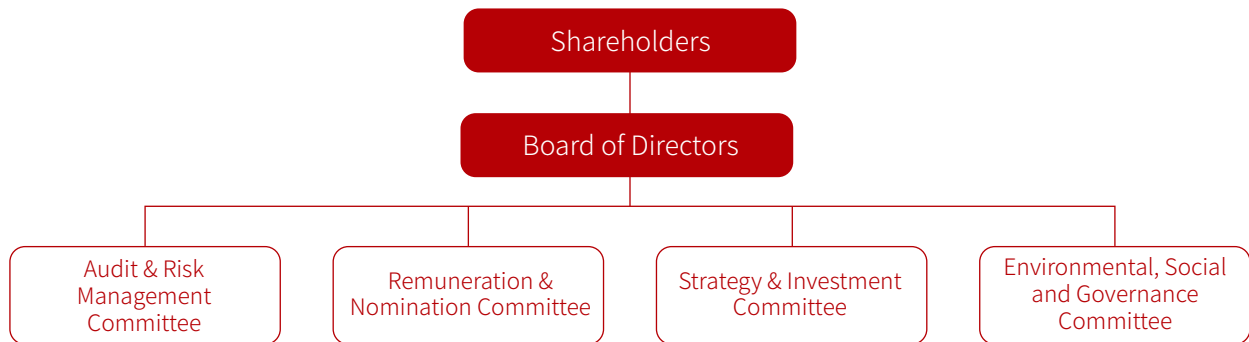 Shareholders
Board of Directors
Audit & Risk
Management
Committee
Remuneration &
Nomination Committee
Strategy & Investment
Committee
Environmental, Social
and Governance
Committee